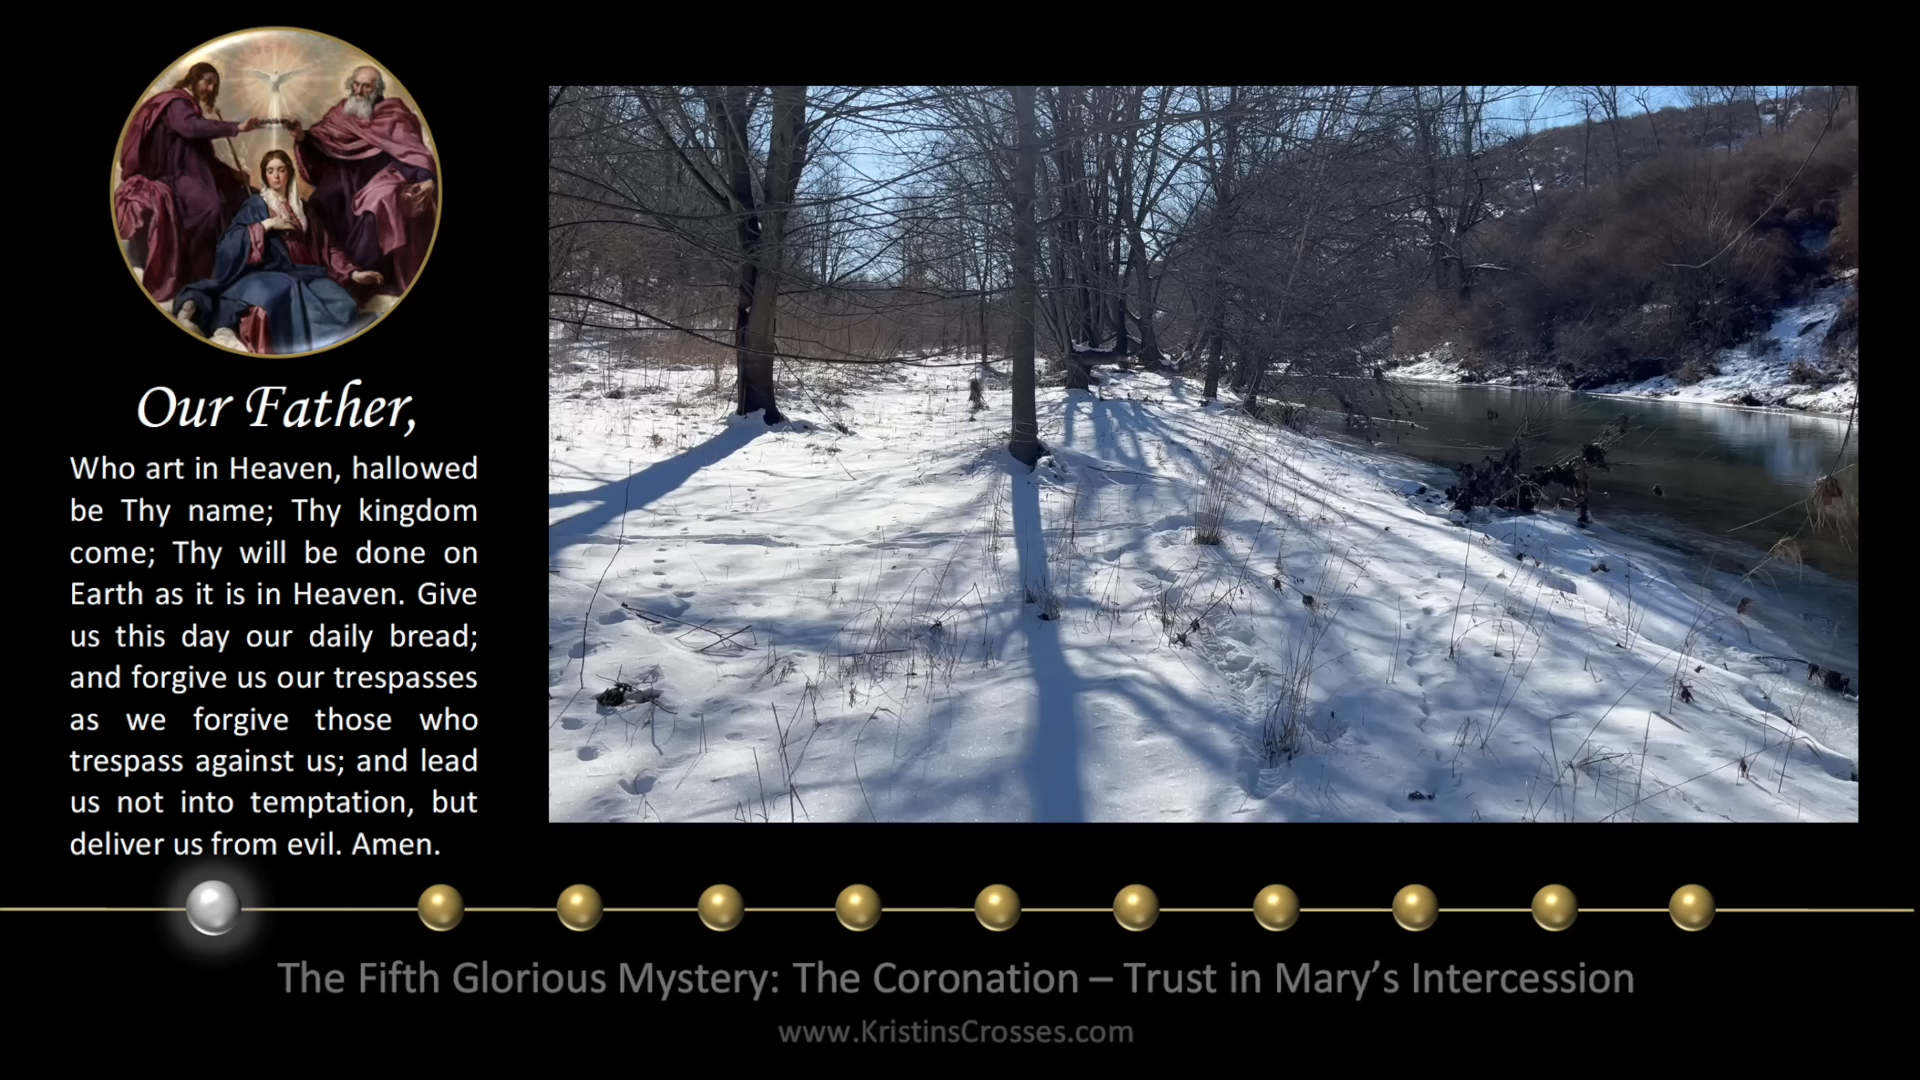 Our Father,
Who art in Heaven, hallowed
be Thy name; Thy kingdom
come; Thy will be done on
Earth as it is in Heaven. Give
us this day our daily bread;
and forgive us our trespasses
as we forgive those who
trespass against us; and lead
us not into temptation, but
deliver us from evil. Amen.
The Fifth Glorious Mystery: The Coronation – Trust in Mary’s Intercession
www.KristinsCrosses.com